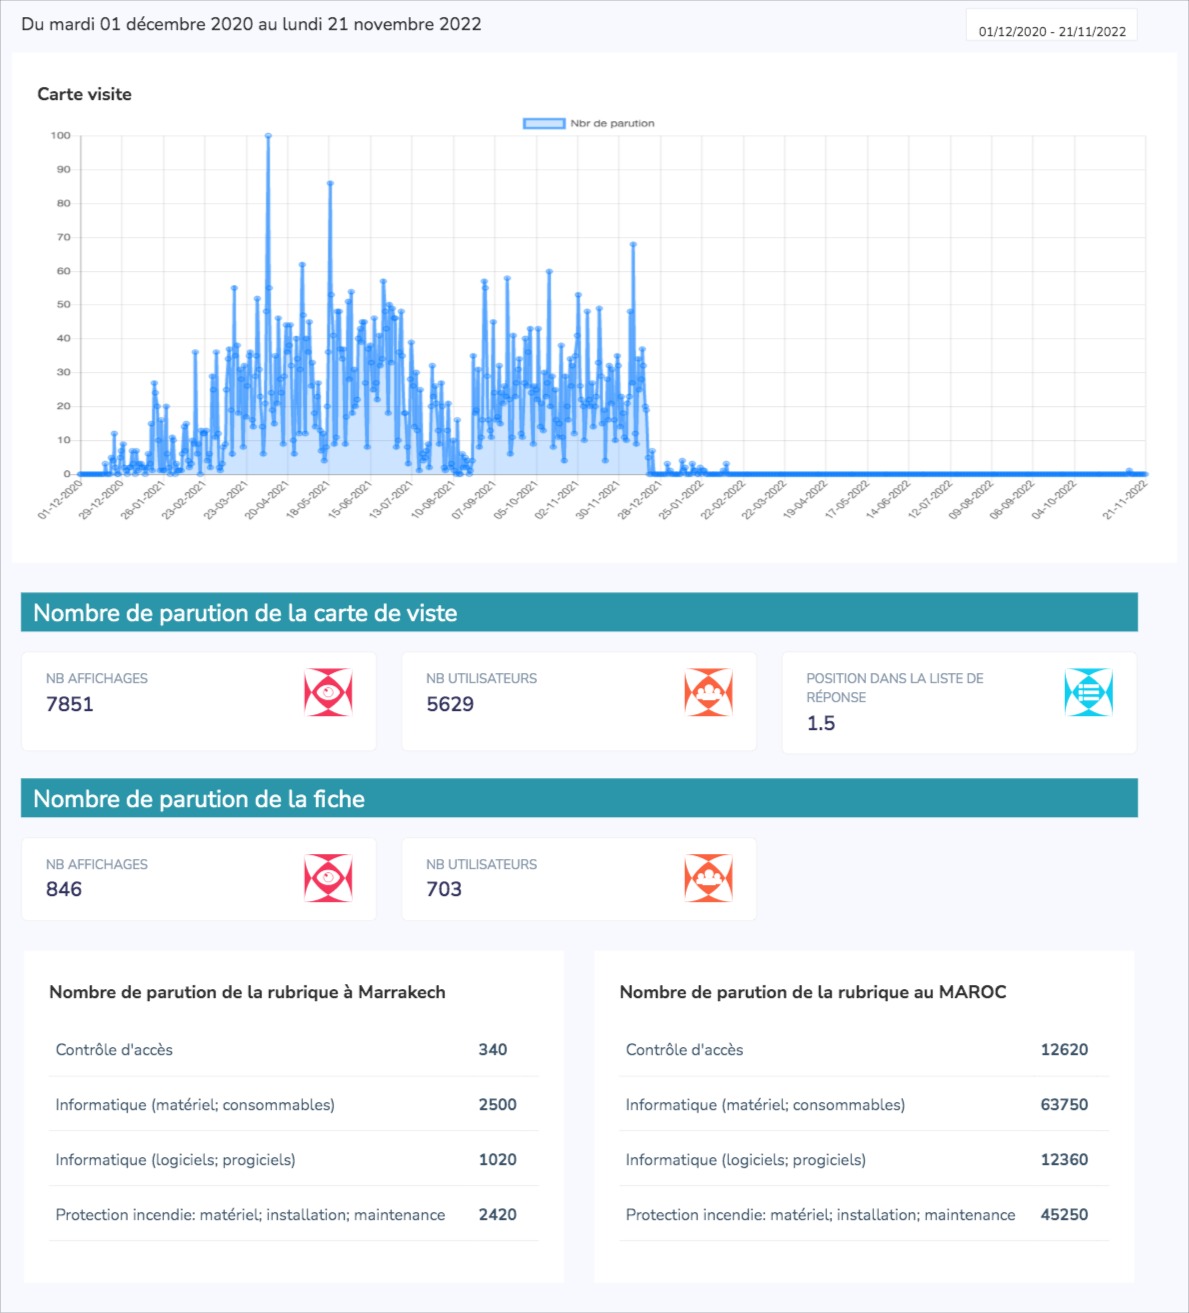 Du mardi 01 décembre 2020 au lundi 21 novembre 2022
01/12/2020 - 21/11/2022
Carte visite
Nbr de parution
100
90
80
70
60
50
40
30
20
10
0
01-12-2020
29-12-2020
26-01-2021
23-02-2021
23-03-2021
20-04-2021
18-05-2021
15-06-2021
13-07-2021
10-08-2021
07-09-2021
05-10-2021
02-11-2021
30-11-2021
28-12-2021
25-01-2022
22-02-2022
22-03-2022
19-04-2022
17-05-2022
14-06-2022
12-07-2022
09-08-2022
06-09-2022
04-10-2022
21-11-2022
Nombre de parution de la carte de viste
NB AFFICHAGES
7851
NB UTILISATEURS
5629
POSITION DANS LA LISTE DE
RÉPONSE
1.5
Nombre de parution de la fiche
NB AFFICHAGES
846
NB UTILISATEURS
703
Nombre de parution de la rubrique à Marrakech
Contrôle d'accès 340
Informatique (matériel; consommables) 2500
Informatique (logiciels; progiciels) 1020
Protection incendie: matériel; installation; maintenance 2420
Nombre de parution de la rubrique au MAROC
Contrôle d'accès 12620
Informatique (matériel; consommables) 63750
Informatique (logiciels; progiciels) 12360
Protection incendie: matériel; installation; maintenance 45250